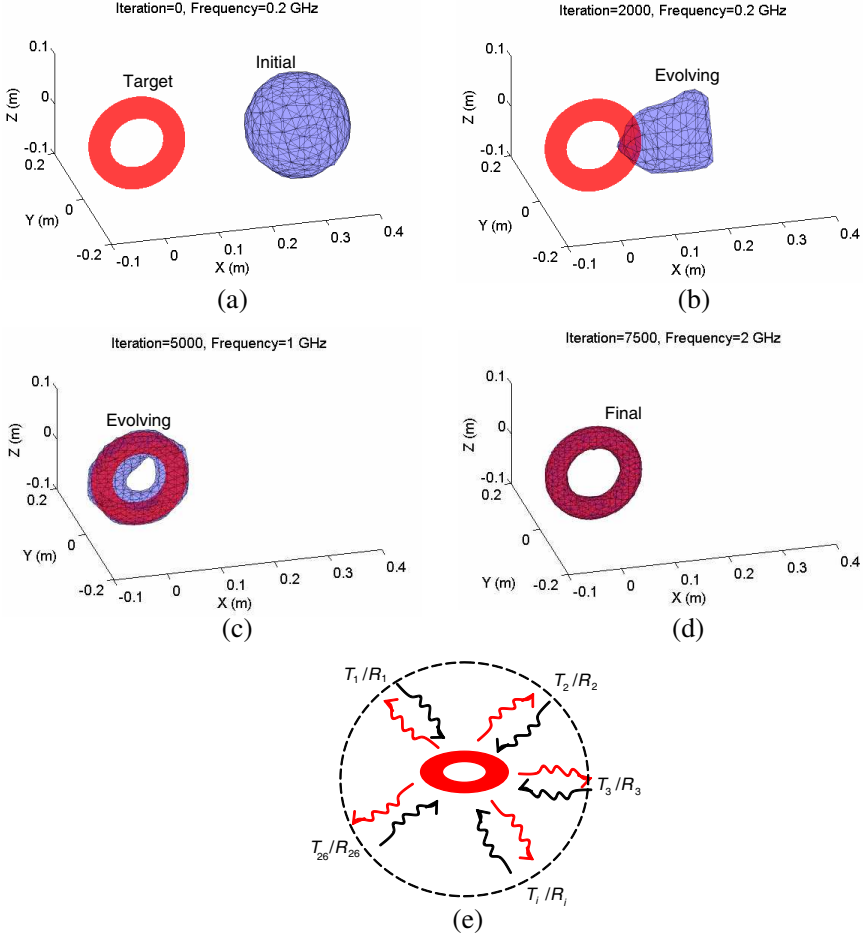 Iteration=0, Frequency=0.2 GHz
Target
Initial
0.1
0
-0.1
Z (m)
0.2
0
-0.2
Y (m)
-0.1
0
0.1
0.2
0.3
0.4
X (m)
(a)
Iteration=2000, Frequency=0.2 GHz
Evolving
0.1
0
-0.1
Z (m)
0.2
0
-0.2
Y (m)
-0.1
0
0.1
0.2
0.3
0.4
X (m)
(b)
Iteration=5000, Frequency=1 GHz
Evolving
0.1
0
-0.1
Z (m)
0.2
0
-0.2
Y (m)
-0.1
0
0.1
0.2
0.3
0.4
X (m)
(c)
Iteration=7500, Frequency=2 GHz
Final
0.1
0
-0.1
Z (m)
0.2
0
-0.2
Y (m)
-0.1
0
0.1
0.2
0.3
0.4
X (m)
(d)
T1/R1
T2/R2
T3/R3
T26/R26
Ti/Ri
(e)